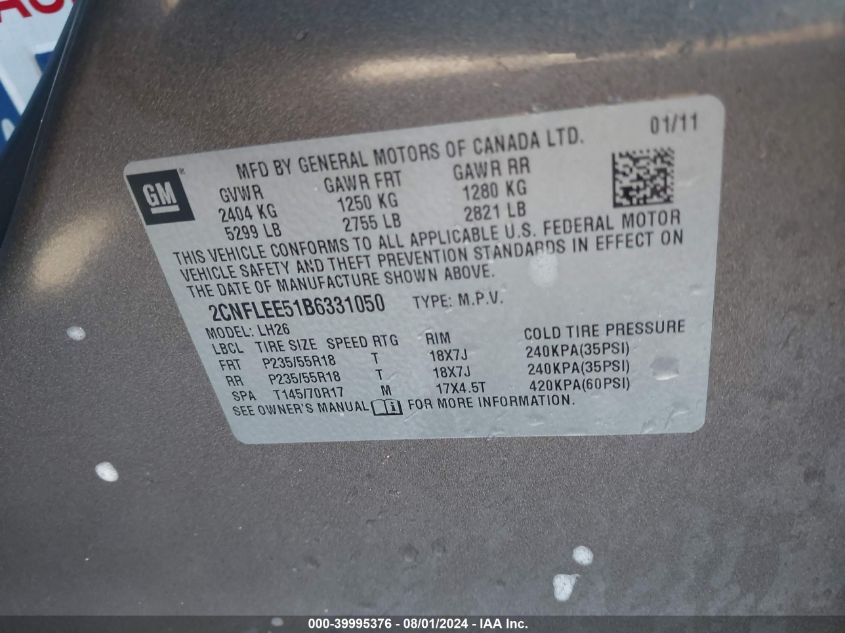 MFD BY GENERAL MOTORS OF CANADA LTD. 01/11
GM
GVWR GAWR FRT GAWR RR
2404 KG 1250 KG 1280 KG
5299 LB 2755 LB 2821 LB
THIS VEHICLE CONFORMS TO ALL APPLICABLE U.S. FEDERAL MOTOR
VEHICLE SAFETY AND THEFT PREVENTION STANDARDS IN EFFECT ON
THE DATE OF MANUFACTURE SHOWN ABOVE.
2CNFLEE51B6331050 TYPE: M.P.V.
MODEL: LH26
LBCL TIRE SIZE SPEED RTG RIM COLD TIRE PRESSURE
FRT P235/55R18 T 18X7J 240KPA(35PSI)
RR P235/55R18 T 18X7J 240KPA(35PSI)
SPA T145/70R17 M 17X4.5T 420KPA(60PSI)
SEE OWNER'S MANUAL FOR MORE INFORMATION.
000-39995376 - 08/01/2024 - IAA Inc.